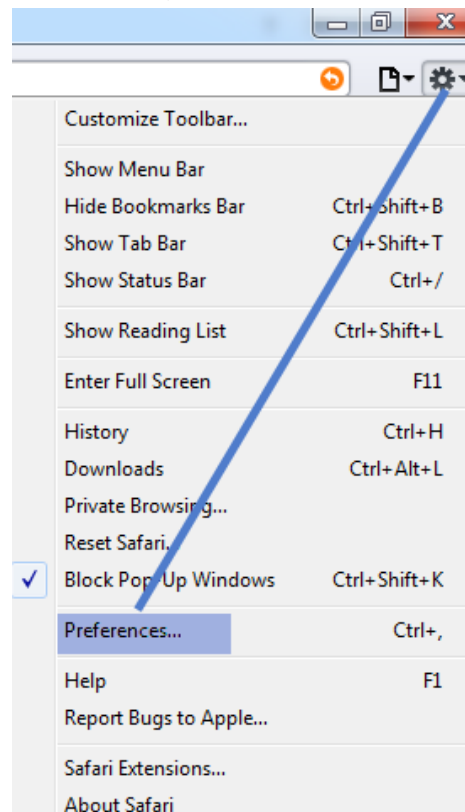 Customize Toolbar...
Show Menu Bar
Hide Bookmarks Bar Ctrl+Shift+B
Show Tab Bar Ctrl+Shift+T
Show Status Bar Ctrl+/
Show Reading List Ctrl+Shift+L
Enter Full Screen F11
History Ctrl+H
Downloads Ctrl+Alt+L
Private Browsing...
Reset Safari...
Block Pop-Up Windows Ctrl+Shift+K
Preferences... Ctrl+,
Help F1
Report Bugs to Apple...
Safari Extensions...
About Safari